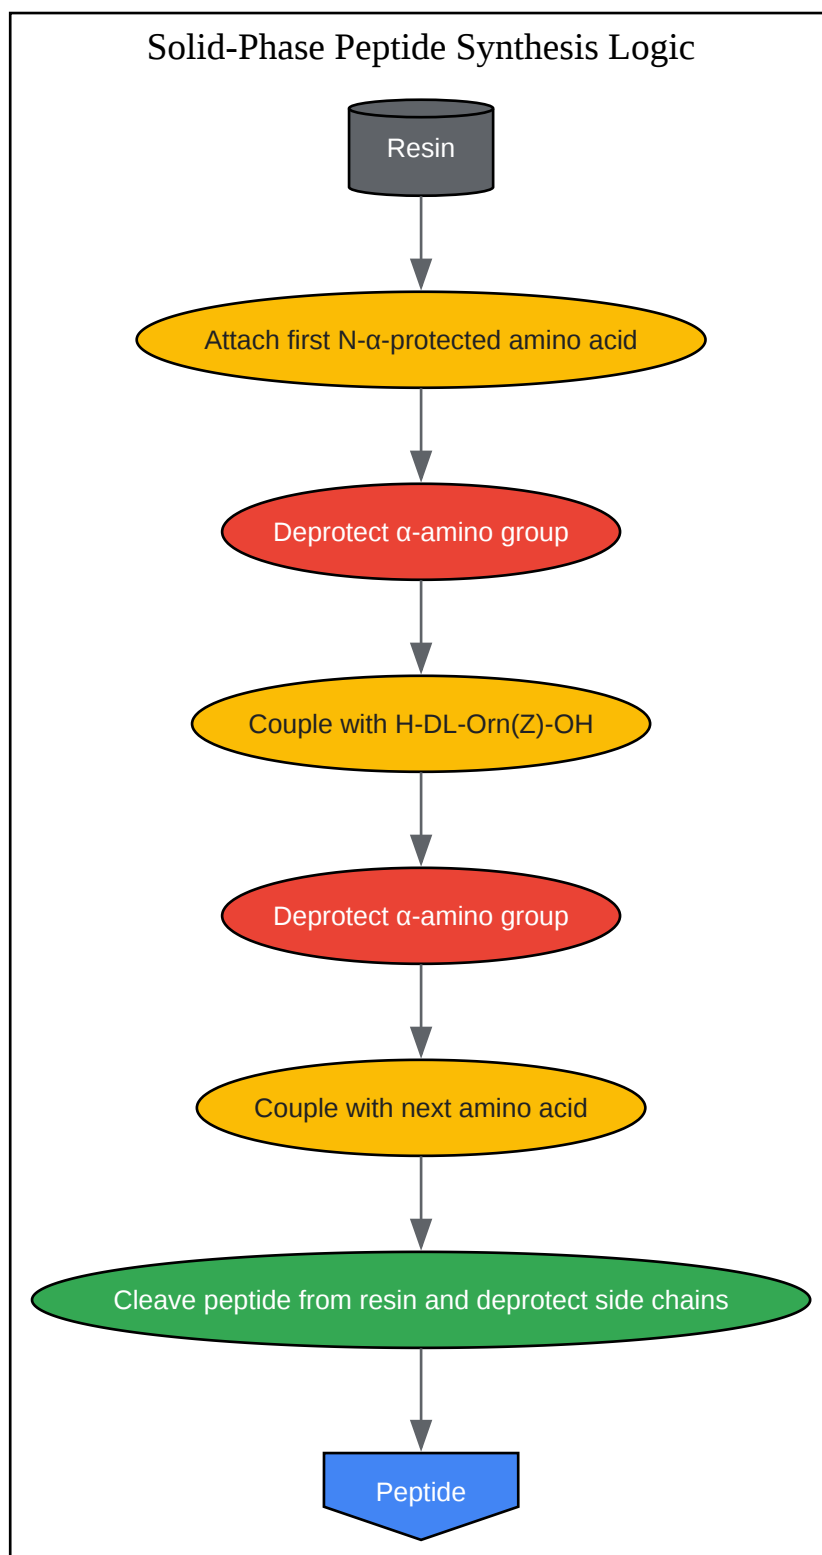 Solid-Phase Peptide Synthesis Logic
Resin
Attach first N-α-protected amino acid
Deprotect α-amino group
Couple with H-DL-Orn(Z)-OH
Deprotect α-amino group
Couple with next amino acid
Cleave peptide from resin and deprotect side chains
Peptide